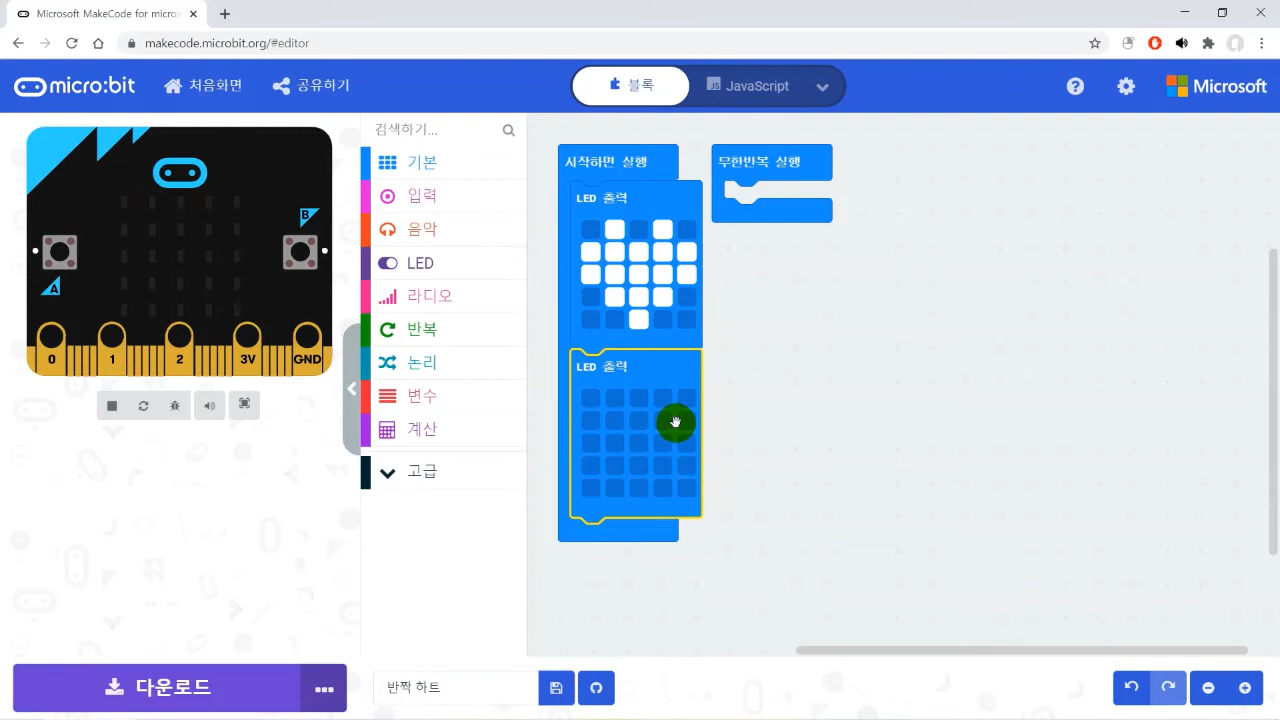 Microsoft MakeCode for micro
makecode.microbit.org/#editor
micro:bit
처음화면
공유하기
블록
JS JavaScript
Microsoft
검색하기...
기본
입력
음악
LED
라디오
반복
논리
변수
계산
고급
시작하면 실행
무한반복 실행
LED 출력
LED 출력
B
A
0 1 2 3V GND
다운로드
반짝 하트